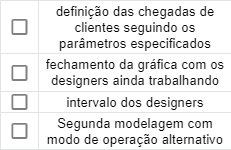 definição das chegadas de
clientes seguindo os
parâmetros especificados
fechamento da gráfica com os
designers ainda trabalhando
intervalo dos designers
Segunda modelagem com
modo de operação alternativo